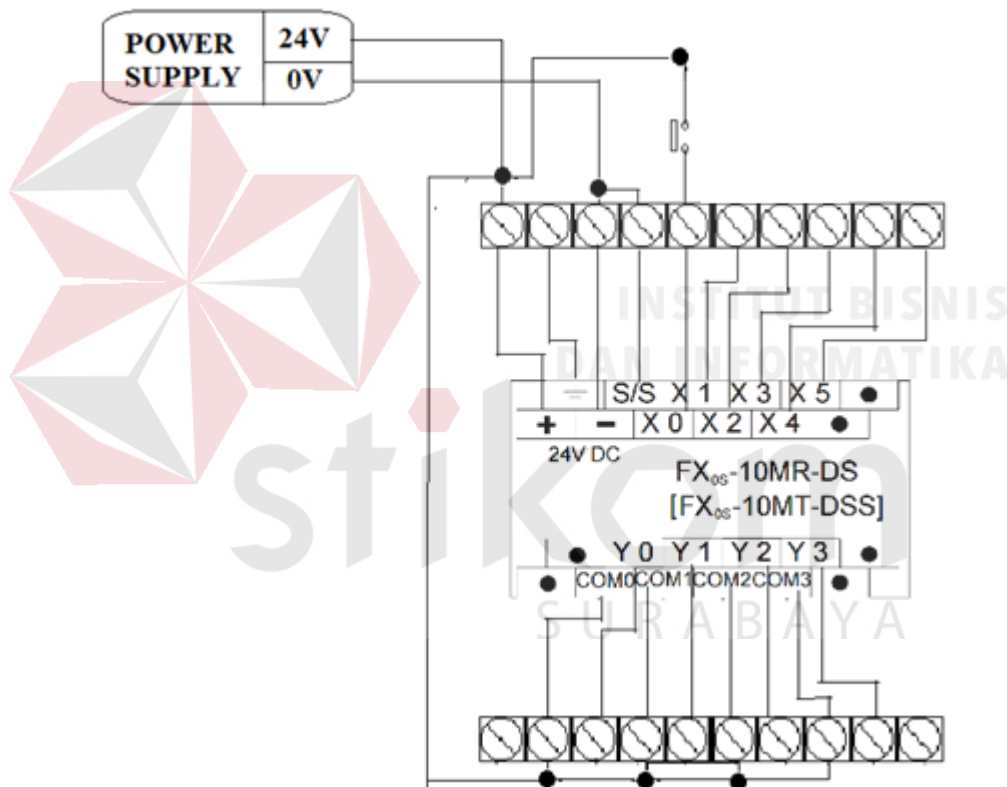 POWER SUPPLY
24V
0V
INSTITUT BISNIS
DAN INFORMATIKA
stikom
SURABAYA
S/S X 1 X 3 X 5
+ - X 0 X 2 X 4
24V DC
FX0S-10MR-DS
[FX0S-10MT-DSS]
Y 0 Y 1 Y 2 Y 3
COM0 COM1 COM2 COM3